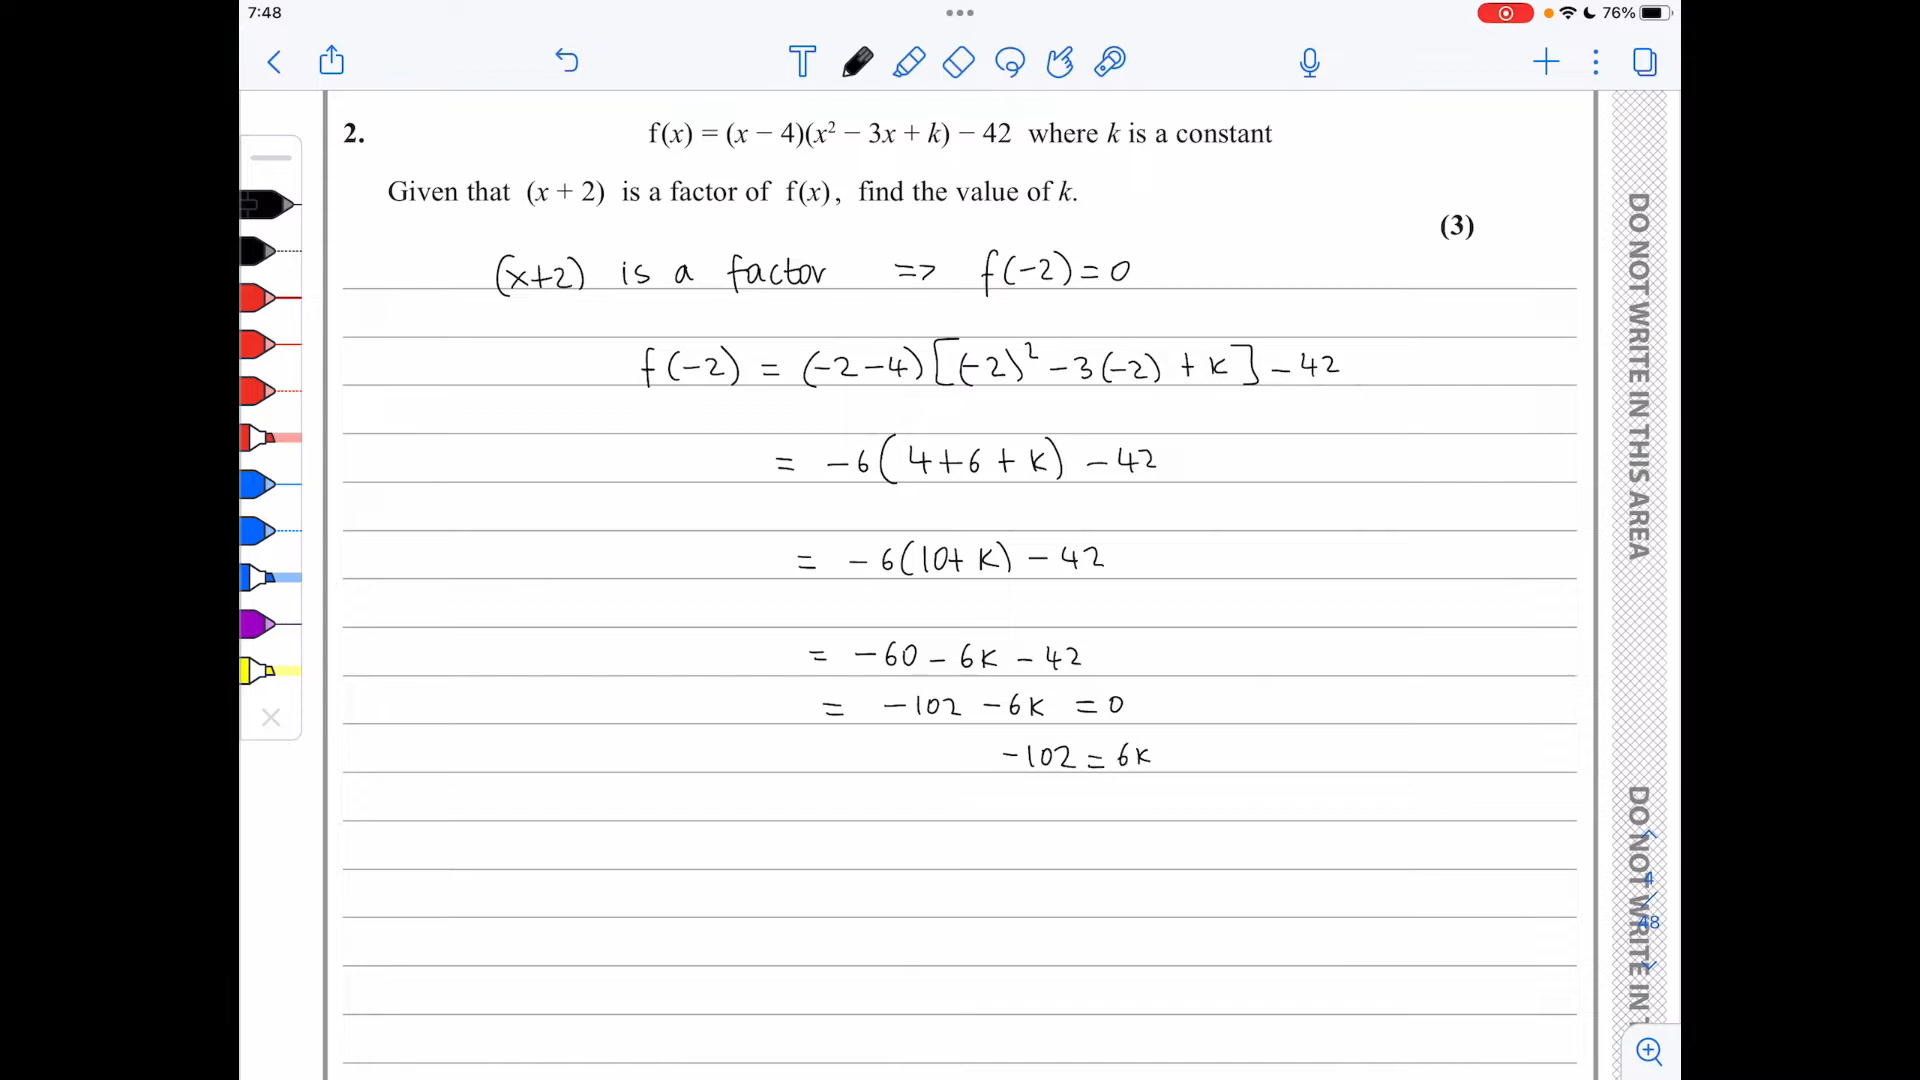 7:48
76%
2. f(x) = (x − 4)(x² − 3x + k) − 42 where k is a constant
Given that (x + 2) is a factor of f(x), find the value of k.
(3)
(x+2) is a factor => f(-2)=0
f(-2) = (-2-4)[(-2)² -3(-2) + k] - 42
= -6(4+6+k) - 42
= -6(10+k) - 42
= -60 - 6k - 42
= -102 - 6k = 0
-102 = 6k
DO NOT WRITE IN THIS AREA
DO NOT WRITE IN
4
/
48